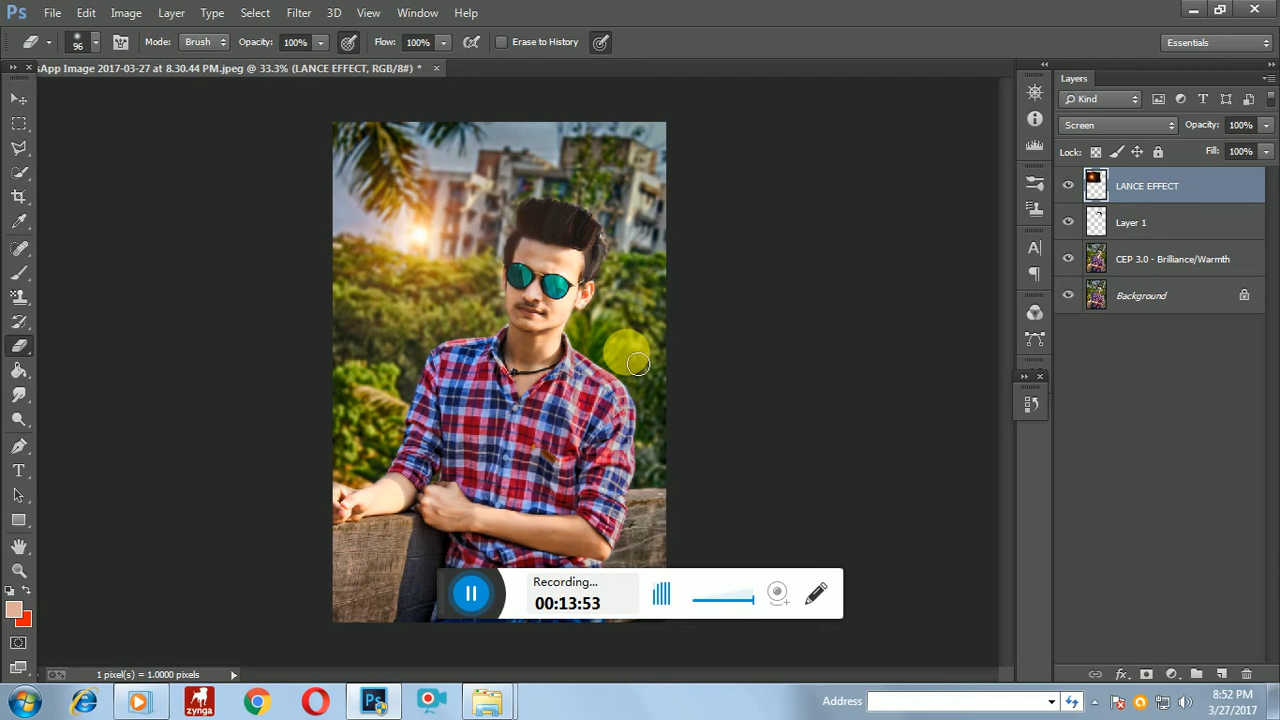 Ps File Edit Image Layer Type Select Filter 3D View Window Help
96 Mode: Brush Opacity: 100% Flow: 100% Erase to History Essentials
sApp Image 2017-03-27 at 8.30.44 PM.jpeg @ 33.3% (LANCE EFFECT, RGB/8#) *
Layers
Kind
Screen Opacity: 100%
Lock: Fill: 100%
LANCE EFFECT
Layer 1
CEP 3.0 - Brilliance/Warmth
Background
Recording...
00:13:53
1 pixel(s) = 1.0000 pixels
zynga
Ps
Address
8:52 PM
3/27/2017